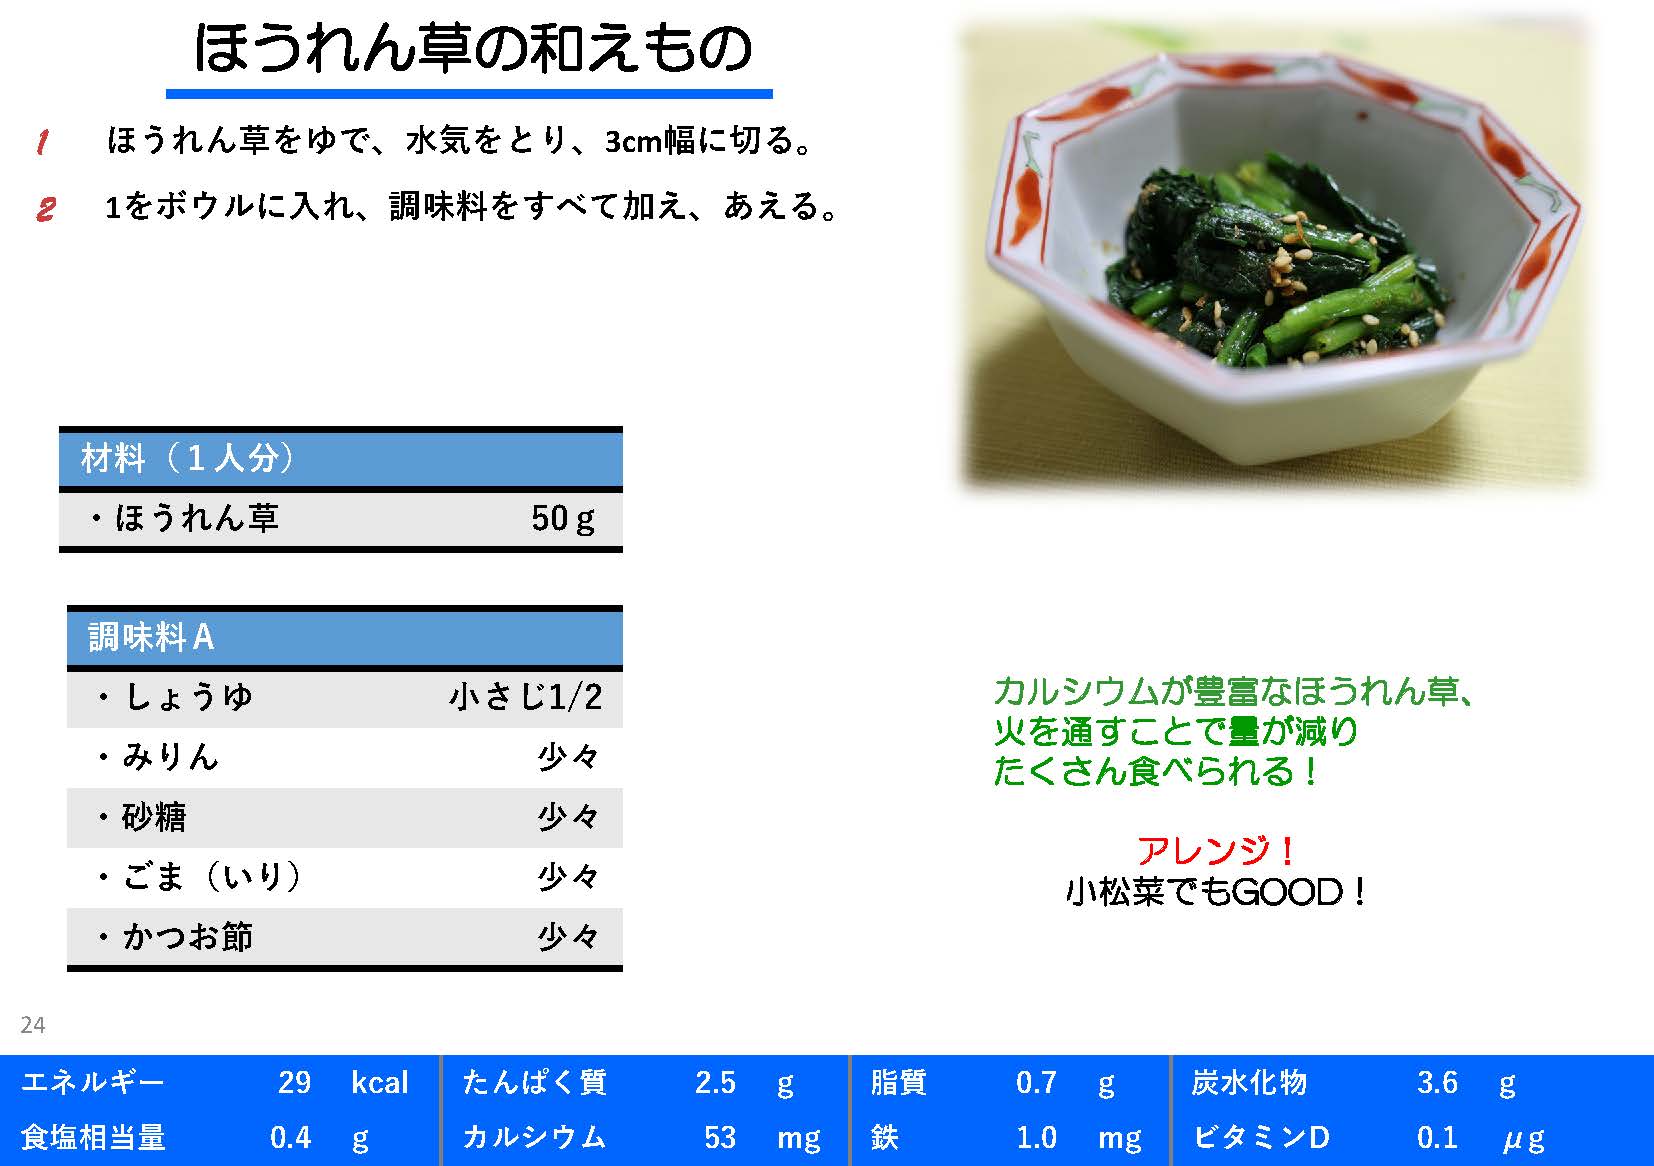 ほうれん草の和えもの
1 ほうれん草をゆで、水気をとり、3cm幅に切る。
2 1をボウルに入れ、調味料をすべて加え、あえる。
材料（１人分）
・ほうれん草 50ｇ
調味料Ａ
・しょうゆ 小さじ1/2
・みりん 少々
・砂糖 少々
・ごま（いり） 少々
・かつお節 少々
カルシウムが豊富なほうれん草、
火を通すことで量が減り
たくさん食べられる！
アレンジ！
小松菜でもGOOD！
24
エネルギー 29 kcal たんぱく質 2.5 g 脂質 0.7 g 炭水化物 3.6 g
食塩相当量 0.4 g カルシウム 53 mg 鉄 1.0 mg ビタミンD 0.1 μg